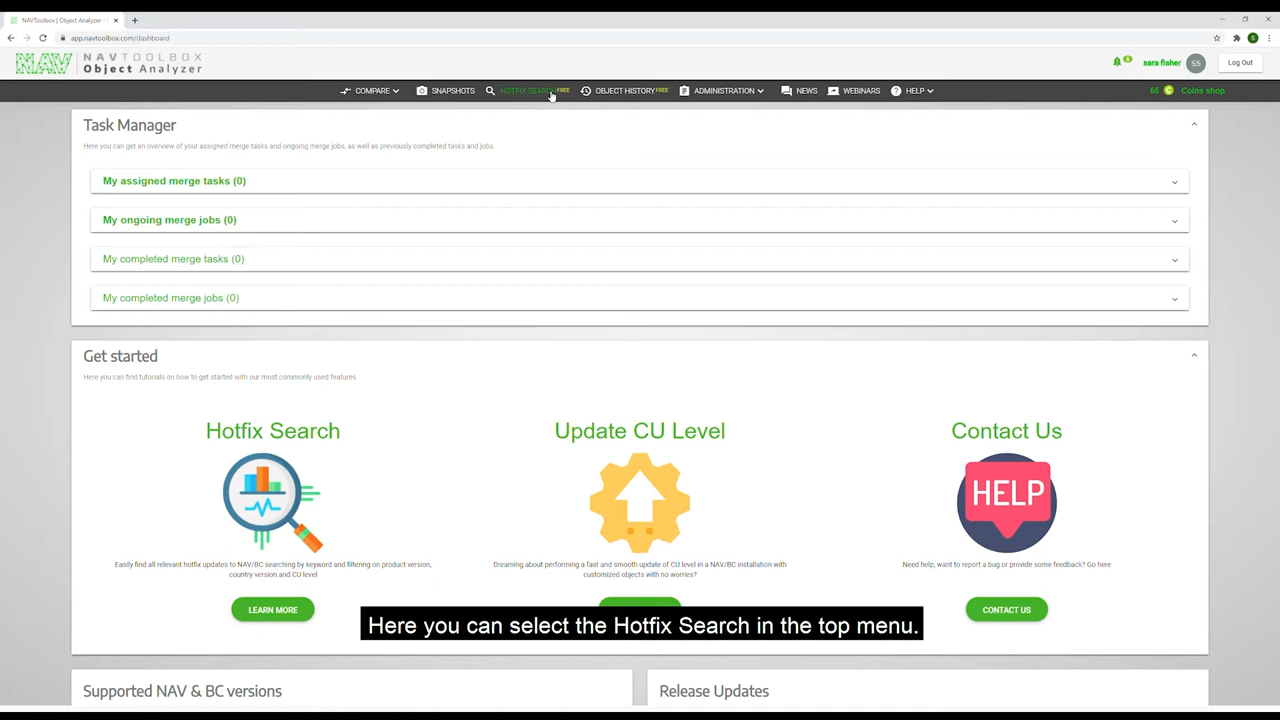 NAVToolbox | Object Analyzer -
app.navtoolbox.com/dashboard
S
NAV NAVTOOLBOX
Object Analyzer
6 sara fisher SS Log Out
COMPARE SNAPSHOTS HOTFIX SEARCH FREE OBJECT HISTORY FREE ADMINISTRATION NEWS WEBINARS HELP 55 C Coins shop
Task Manager
Here you can get an overview of your assigned merge tasks and ongoing merge jobs, as well as previously completed tasks and jobs.
My assigned merge tasks (0)
My ongoing merge jobs (0)
My completed merge tasks (0)
My completed merge jobs (0)
Get started
Here you can find tutorials on how to get started with our most commonly used features
Hotfix Search
Easily find all relevant hotfix updates to NAV/BC searching by keyword and filtering on product version,
country version and CU level
LEARN MORE
Update CU Level
Dreaming about performing a fast and smooth update of CU level in a NAV/BC installation with
customized objects with no worries?
Contact Us
HELP
Need help, want to report a bug or provide some feedback? Go here
CONTACT US
Here you can select the Hotfix Search in the top menu.
Supported NAV & BC versions
Release Updates